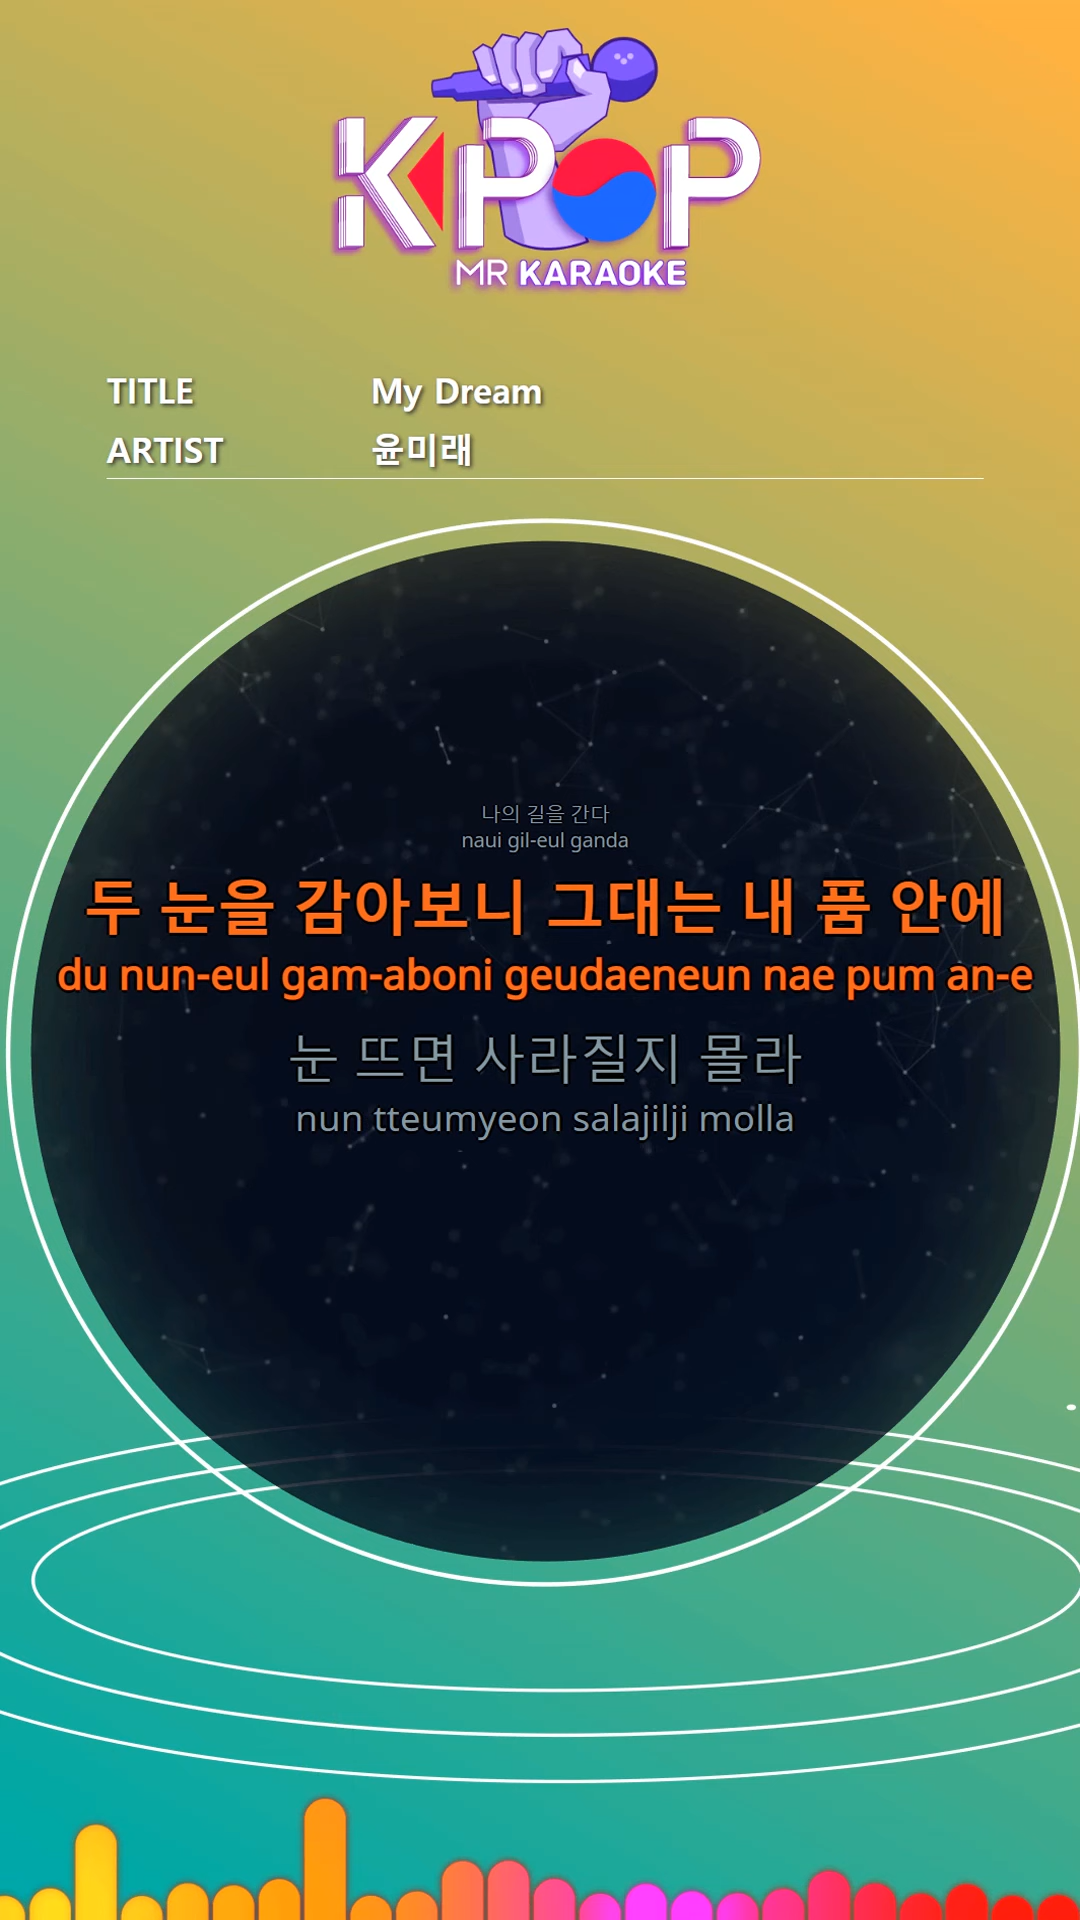 KPOP
MR KARAOKE
TITLE My Dream
ARTIST 윤미래
나의 길을 간다
naui gil-eul ganda
두 눈을 감아보니 그대는 내 품 안에
du nun-eul gam-aboni geudaeneun nae pum an-e
눈 뜨면 사라질지 몰라
nun tteumyeon salajilji molla